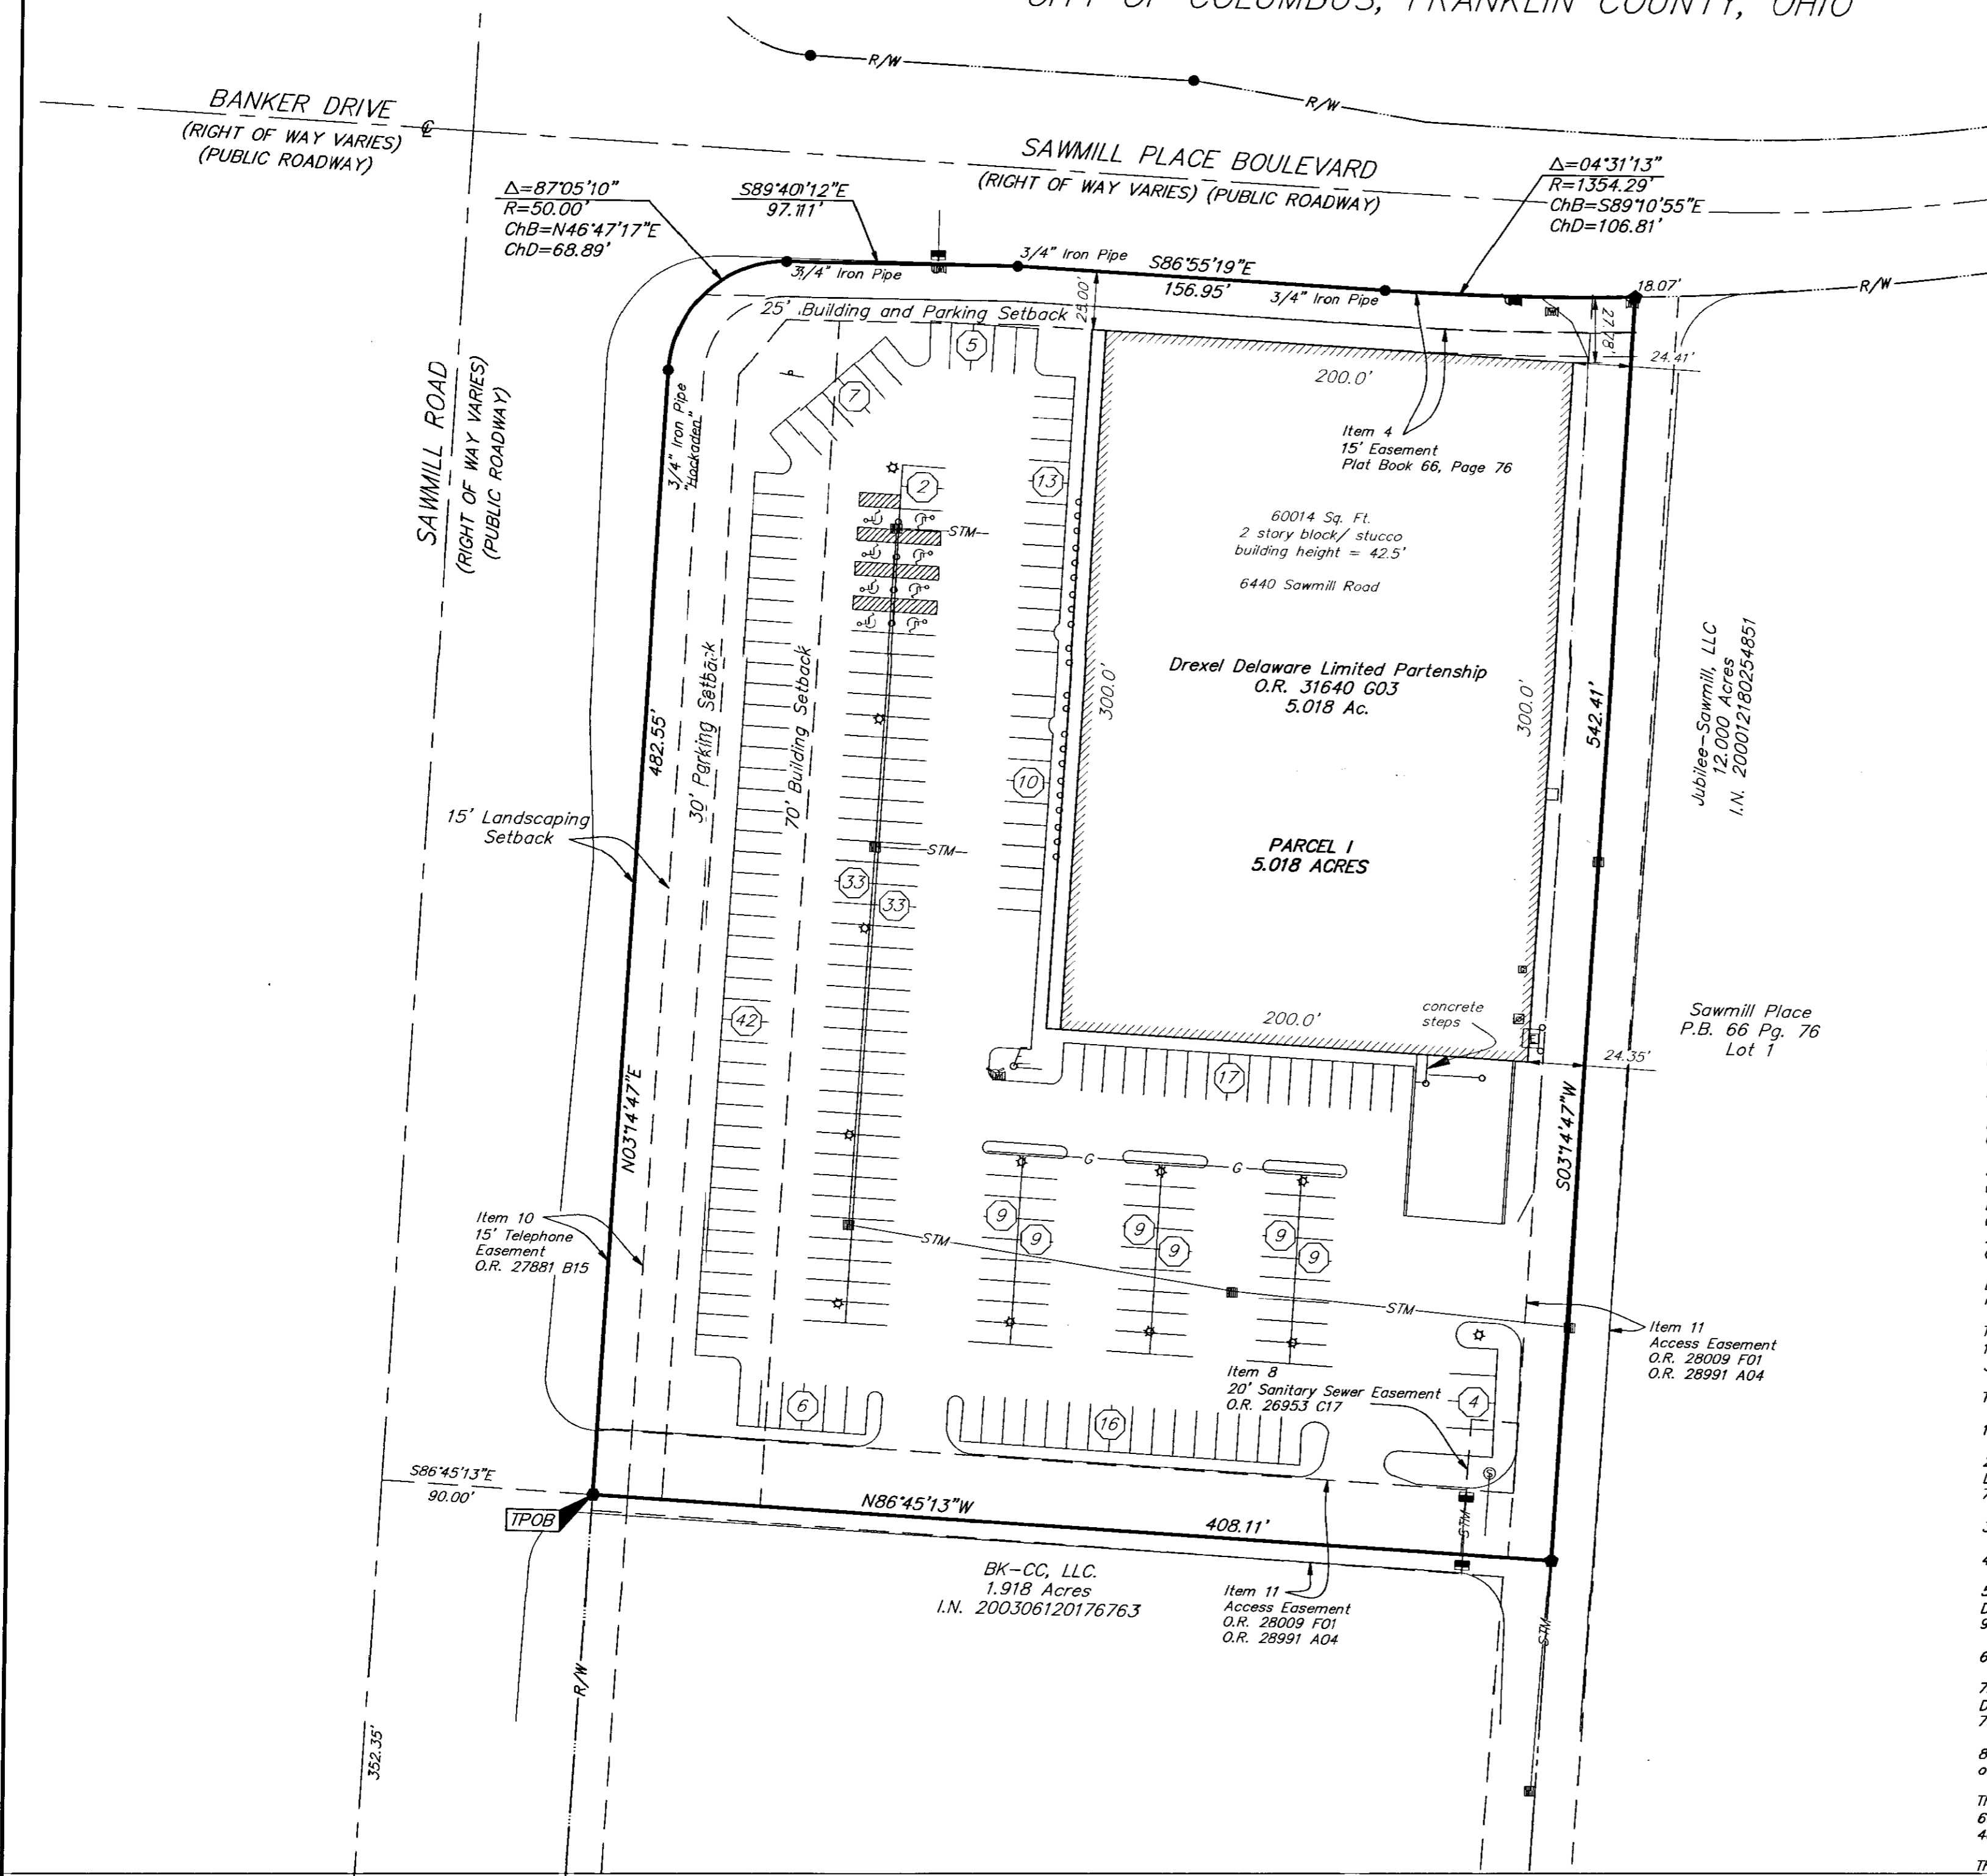 CITY OF COLUMBUS, FRANKLIN COUNTY, OHIO
R/W
R/W
BANKER DRIVE
(RIGHT OF WAY VARIES)
(PUBLIC ROADWAY)
SAWMILL PLACE BOULEVARD
(RIGHT OF WAY VARIES) (PUBLIC ROADWAY)
Δ=87°05'10"
R=50.00'
ChB=N46°47'17"E
ChD=68.89'
S89°40'12"E
97.11'
Δ=04°31'13"
R=1354.29'
ChB=S89°10'55"E
ChD=106.81'
3/4" Iron Pipe
3/4" Iron Pipe
S86°55'19"E
156.95'
3/4" Iron Pipe
18.07'
R/W
25' Building and Parking Setback
25.00'
27.78'
24.41'
5
7
200.0'
SAWMILL ROAD
(RIGHT OF WAY VARIES)
(PUBLIC ROADWAY)
3/4" Iron Pipe
"Hockaden"
Item 4
15' Easement
Plat Book 66, Page 76
2
13
STM
60014 Sq. Ft.
2 story block/ stucco
building height = 42.5'
6440 Sawmill Road
Drexel Delaware Limited Partenship
O.R. 31640 G03
5.018 Ac.
300.0'
300.0'
542.41'
Jubilee-Sawmill, LLC
12.000 Acres
I.N. 200012180254851
482.55'
30' Parking Setback
70' Building Setback
10
15' Landscaping
Setback
STM
PARCEL I
5.018 ACRES
33
33
42
concrete
steps
200.0'
Sawmill Place
P.B. 66 Pg. 76
Lot 1
E
24.35'
17
N03°14'47"E
S03°14'47"W
G
G
Item 10
15' Telephone
Easement
O.R. 27881 B15
9
9
9
9
9
9
STM
STM
Item 11
Access Easement
O.R. 28009 F01
O.R. 28991 A04
Item 8
20' Sanitary Sewer Easement
O.R. 26953 C17
6
16
4
S
S86°45'13"E
90.00'
TPOB
N86°45'13"W
408.11'
STM
BK-CC, LLC.
1.918 Acres
I.N. 200306120176763
Item 11
Access Easement
O.R. 28009 F01
O.R. 28991 A04
STM
R/W
352.35'